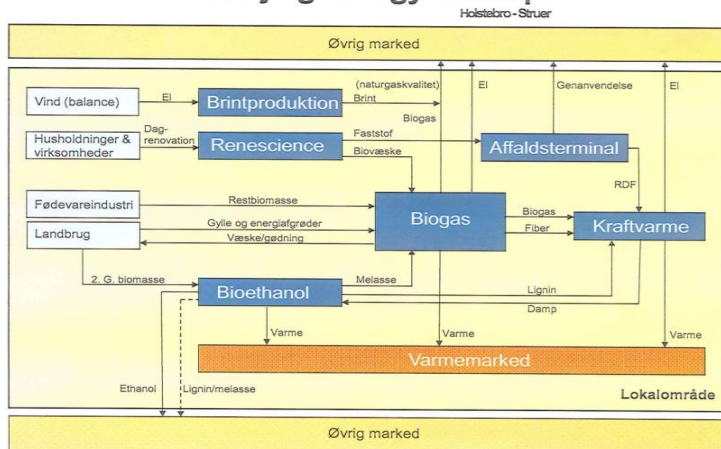 Holstebro - Struer
Øvrig marked
(naturgaskvalitet)
El
Genanvendelse
El
Vind (balance)
El
Brintproduktion
Brint
Biogas
Husholdninger &
virksomheder
Dag-
renovation
Renescience
Faststof
Biovæske
Affaldsterminal
RDF
Fødevareindustri
Restbiomasse
Biogas
Biogas
Kraftvarme
Landbrug
Gylle og energiafgrøder
Væske/gødning
Fiber
2. G. biomasse
Bioethanol
Melasse
Lignin
Damp
Varme
Varme
Varme
Varmemarked
Ethanol
Lignin/melasse
Lokalområde
Øvrig marked